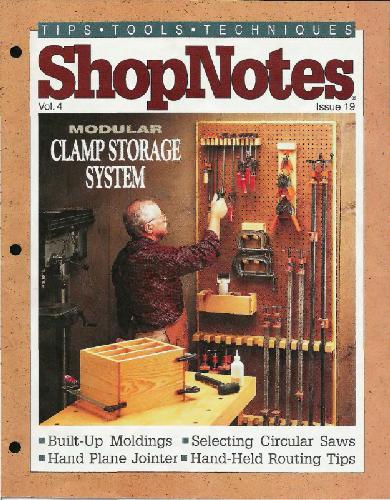 TIPS • TOOLS • TECHNIQUES
ShopNotes®
Vol. 4 Issue 19
MODULAR
CLAMP STORAGE
SYSTEM
■ Built-Up Moldings ■ Selecting Circular Saws
■ Hand Plane Jointer ■ Hand-Held Routing Tips